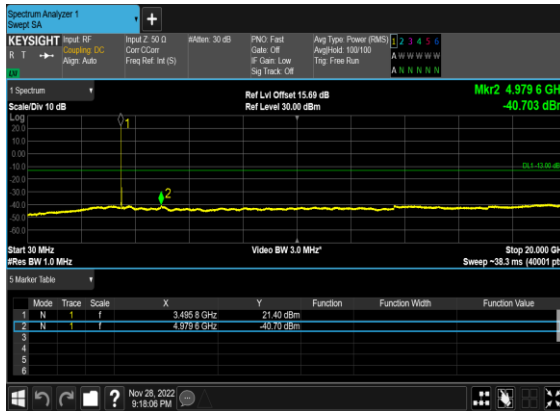 Spectrum Analyzer 1
Swept SA
KEYSIGHT
R T
LXI
Input: RF
Coupling: DC
Align: Auto
Input Z: 50 Ω
Corr CCorr
Freq Ref: Int (S)
#Atten: 30 dB
PNO: Fast
Gate: Off
IF Gain: Low
Sig Track: Off
Avg Type: Power (RMS)
Avg|Hold: 100/100
Trig: Free Run
1 2 3 4 5 6
A W W W W W
A N N N N N
1 Spectrum
Scale/Div 10 dB
Ref Lvl Offset 15.69 dB
Ref Level 30.00 dBm
Mkr2 4.979 6 GHz
-40.703 dBm
Log
20.0
10.0
0.00
-10.0
-20.0
-30.0
-40.0
-50.0
-60.0
1
2
DL1 -13.00 dB
Start 30 MHz
#Res BW 1.0 MHz
Video BW 3.0 MHz*
Stop 20.000 GH
Sweep ~38.3 ms (40001 pts
5 Marker Table
Mode Trace Scale X Y Function Function Width Function Value
1 N 1 f 3.495 8 GHz 21.40 dBm
2 N 1 f 4.979 6 GHz -40.70 dBm
3
4
5
6
?
Nov 28, 2022
9:18:06 PM